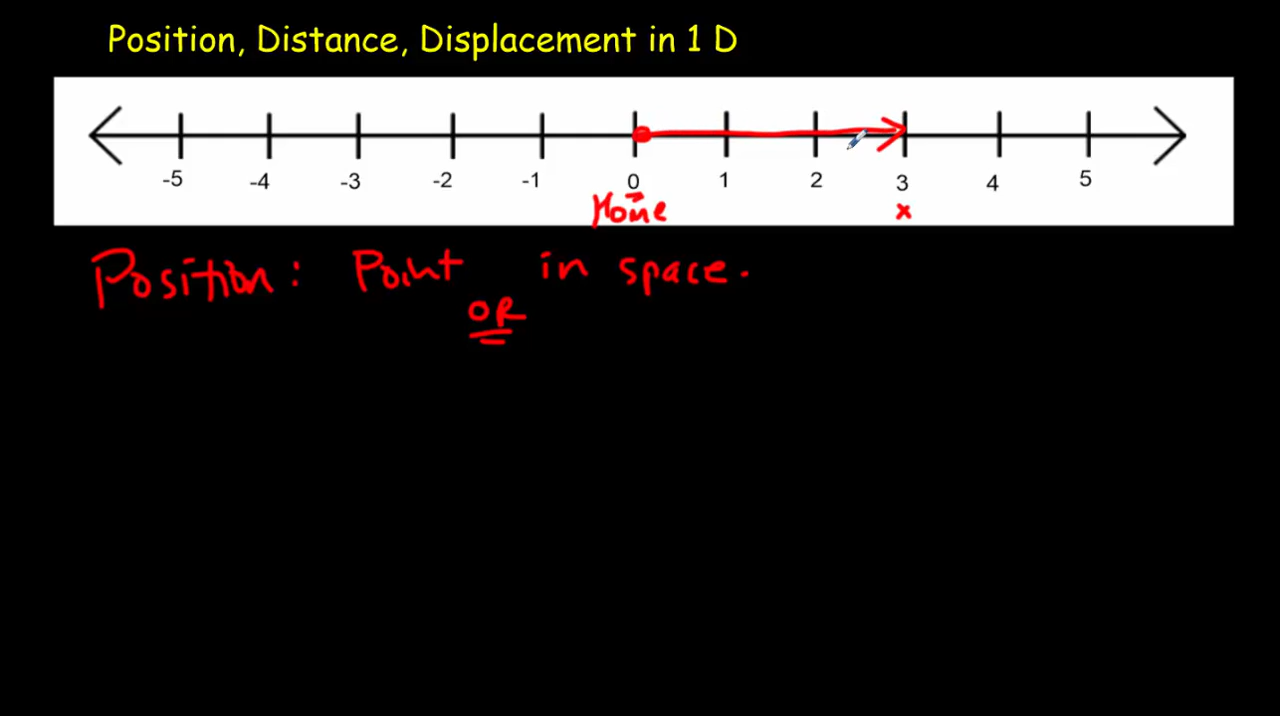 Position, Distance, Displacement in 1 D
-5 -4 -3 -2 -1 0 1 2 3 4 5
Home x
Position: Point in space.
OR